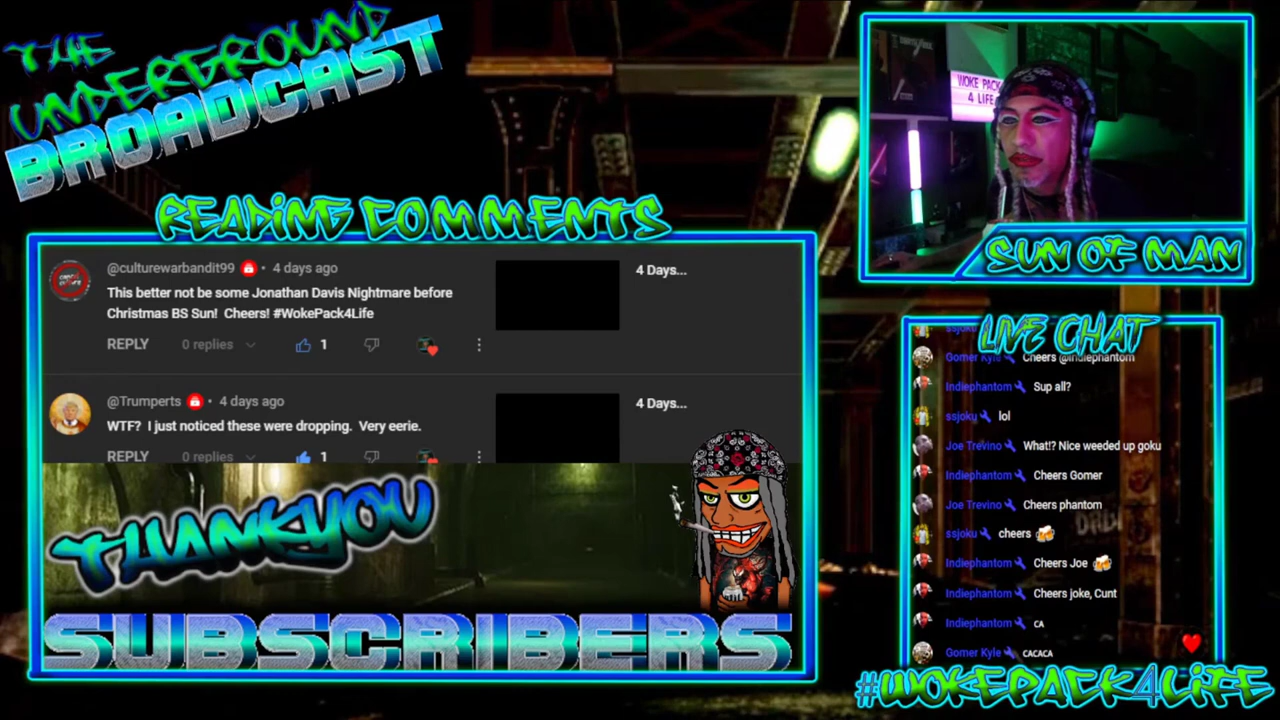 THE
UNDERGROUND
BROADCAST
READING COMMENTS
@culturewarbandit99 • 4 days ago
4 Days...
This better not be some Jonathan Davis Nightmare before
Christmas BS Sun! Cheers! #WokePack4Life
REPLY 0 replies 1
@Trumperts • 4 days ago
4 Days...
WTF? I just noticed these were dropping. Very eerie.
REPLY 0 replies 1
THANKYOU
SUBSCRIBERS
WOKE PACK
4 LIFE
SUN OF MAN
LIVE CHAT
ssjoku
Gomer Kyle Cheers @indiephantom
Indiephantom Sup all?
ssjoku lol
Joe Trevino What!? Nice weeded up goku
Indiephantom Cheers Gomer
Joe Trevino Cheers phantom
ssjoku cheers 🍻
Indiephantom Cheers Joe 🍻
Indiephantom Cheers joke, Cunt
Indiephantom CA
Gomer Kyle CACACA
#WOKEPACK4LIFE